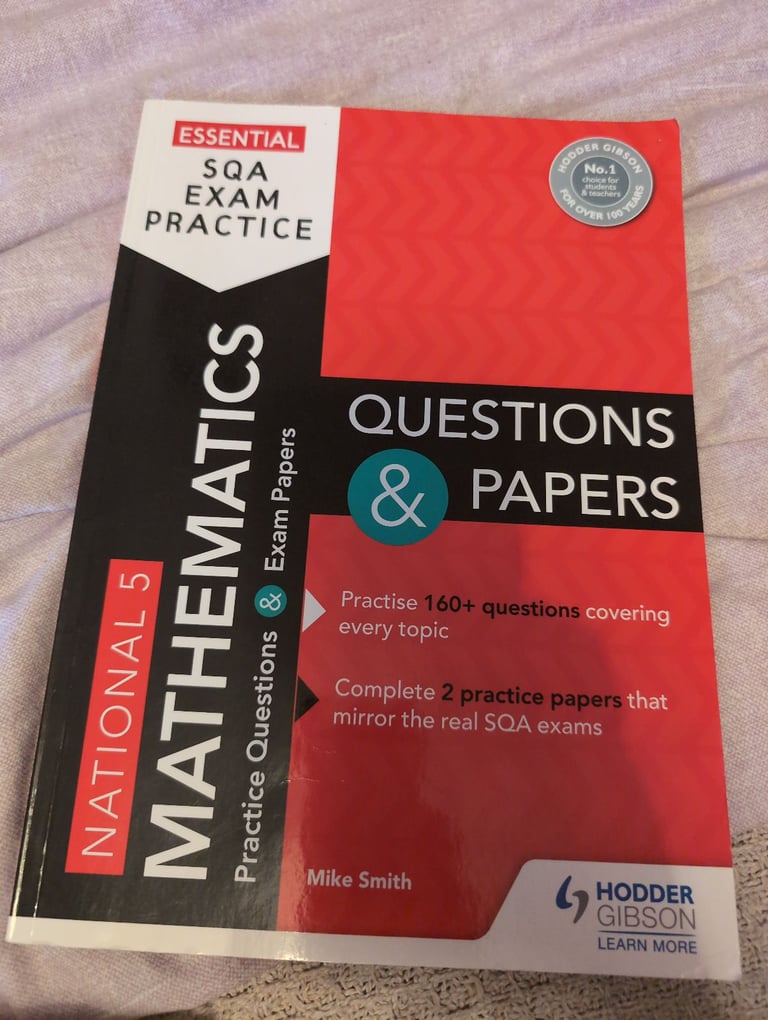 ESSENTIAL
SQA
EXAM
PRACTICE
HODDER GIBSON
No.1
choice for
students
& teachers
FOR OVER 100 YEARS
NATIONAL 5
MATHEMATICS
Practice Questions & Exam Papers
QUESTIONS
& PAPERS
Practise 160+ questions covering
every topic
Complete 2 practice papers that
mirror the real SQA exams
Mike Smith
HODDER
GIBSON
LEARN MORE